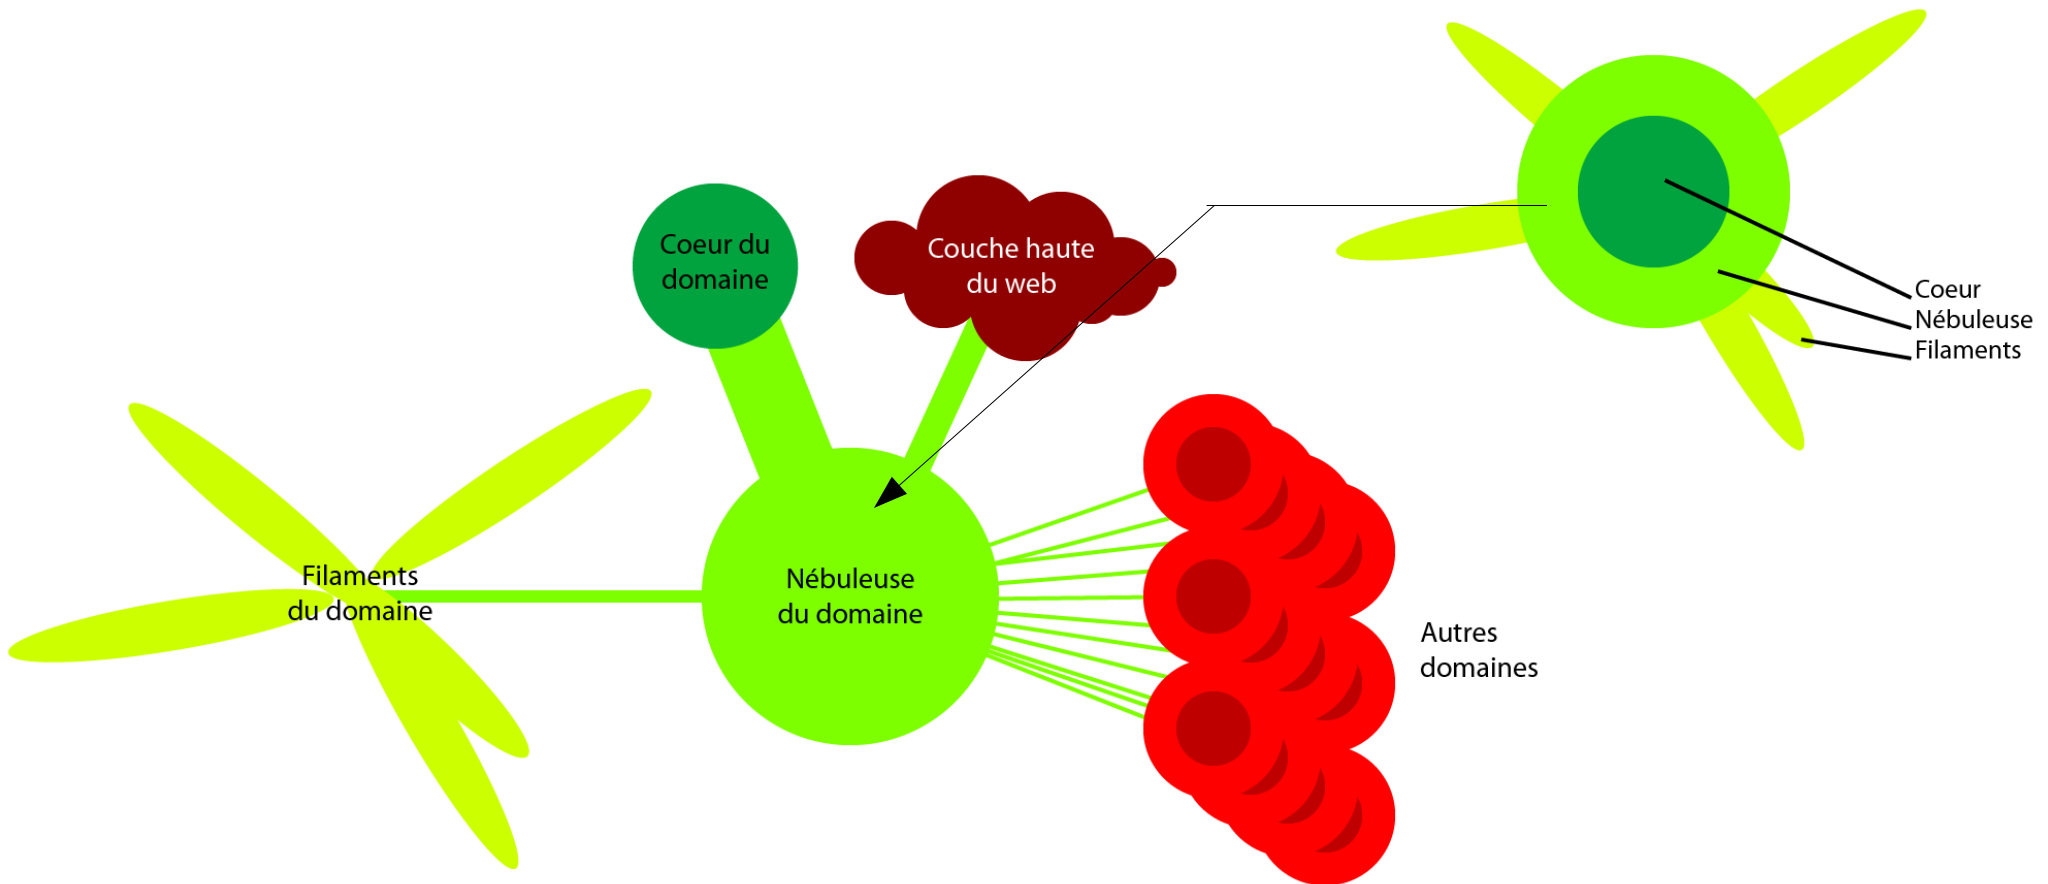 Coeur du
domaine
Couche haute
du web
Coeur
Nébuleuse
Filaments
Filaments
du domaine
Nébuleuse
du domaine
Autres
domaines